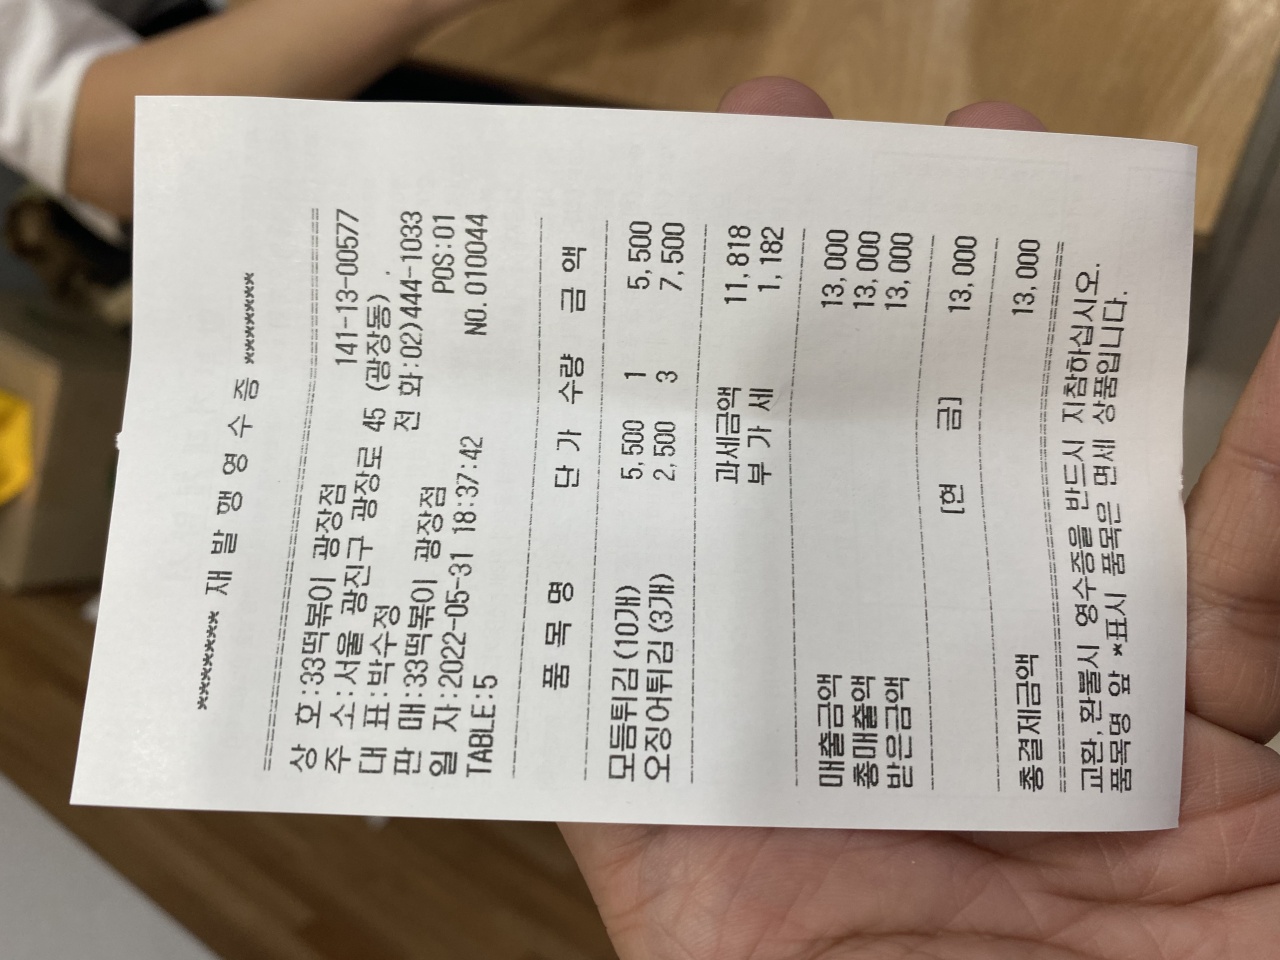 ******* 재 발 행 영 수 증 *******
상 호:33떡볶이 광장점 141-13-00577
주 소:서울 광진구 광장로 45 (광장동)
대 표:박수정 전 화:02)444-1033
판 매:33떡볶이 광장점 POS:01
일 자:2022-05-31 18:37:42 NO.010044
TABLE:5
품 목 명 단 가 수량 금 액
모듬튀김(10개) 5,500 1 5,500
오징어튀김(3개) 2,500 3 7,500
과세금액 11,818
부 가 세 1,182
매출금액 13,000
총매출액 13,000
받은금액 13,000
[현 금] 13,000
총결제금액 13,000
교환,환불시 영수증을 반드시 지참하십시오.
품목명 앞 *표시 품목은 면세 상품입니다.